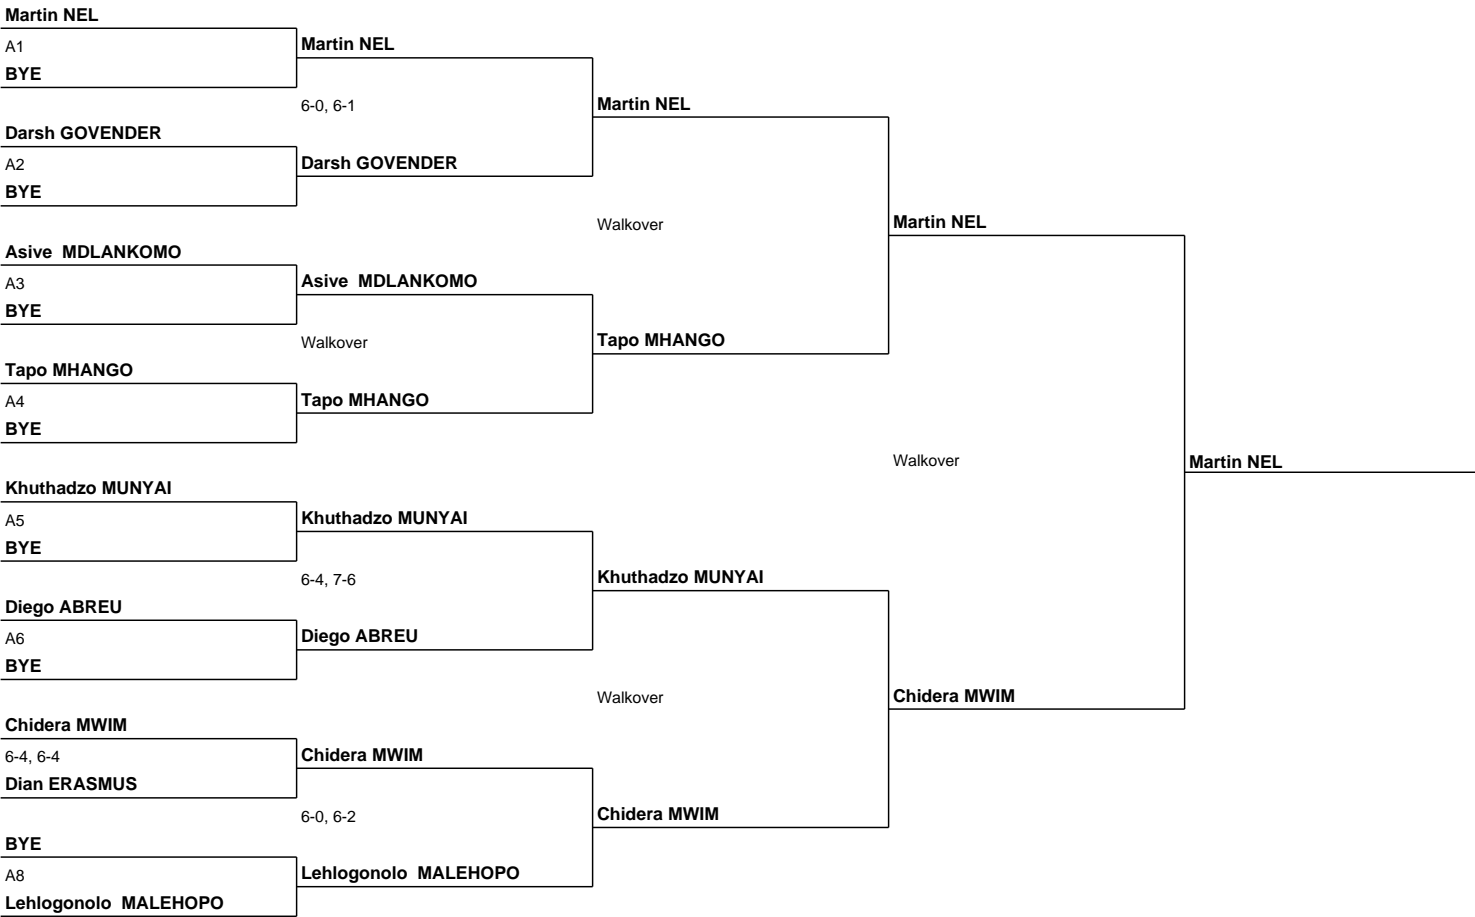 Martin NEL
A1
BYE
Darsh GOVENDER
A2
BYE
Asive  MDLANKOMO
A3
BYE
Tapo MHANGO
A4
BYE
Khuthadzo MUNYAI
A5
BYE
Diego ABREU
A6
BYE
Chidera MWIM
6-4, 6-4
Dian ERASMUS
BYE
A8
Lehlogonolo  MALEHOPO
Martin NEL
6-0, 6-1
Darsh GOVENDER
Asive  MDLANKOMO
Walkover
Tapo MHANGO
Khuthadzo MUNYAI
6-4, 7-6
Diego ABREU
Chidera MWIM
6-0, 6-2
Lehlogonolo  MALEHOPO
Martin NEL
Walkover
Tapo MHANGO
Khuthadzo MUNYAI
Walkover
Chidera MWIM
Martin NEL
Walkover
Chidera MWIM
Martin NEL